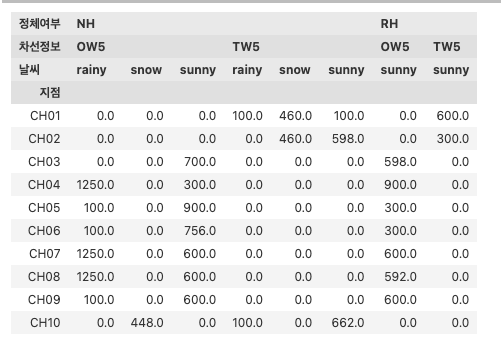 정체여부 NH RH
차선정보 OW5 TW5 OW5 TW5
날씨 rainy snow sunny rainy snow sunny sunny sunny
지점
CH01 0.0 0.0 0.0 100.0 460.0 100.0 0.0 600.0
CH02 0.0 0.0 0.0 0.0 460.0 598.0 0.0 300.0
CH03 0.0 0.0 700.0 0.0 0.0 0.0 598.0 0.0
CH04 1250.0 0.0 300.0 0.0 0.0 0.0 900.0 0.0
CH05 100.0 0.0 900.0 0.0 0.0 0.0 300.0 0.0
CH06 100.0 0.0 756.0 0.0 0.0 0.0 300.0 0.0
CH07 1250.0 0.0 600.0 0.0 0.0 0.0 600.0 0.0
CH08 1250.0 0.0 600.0 0.0 0.0 0.0 592.0 0.0
CH09 100.0 0.0 600.0 0.0 0.0 0.0 600.0 0.0
CH10 0.0 448.0 0.0 100.0 0.0 662.0 0.0 0.0